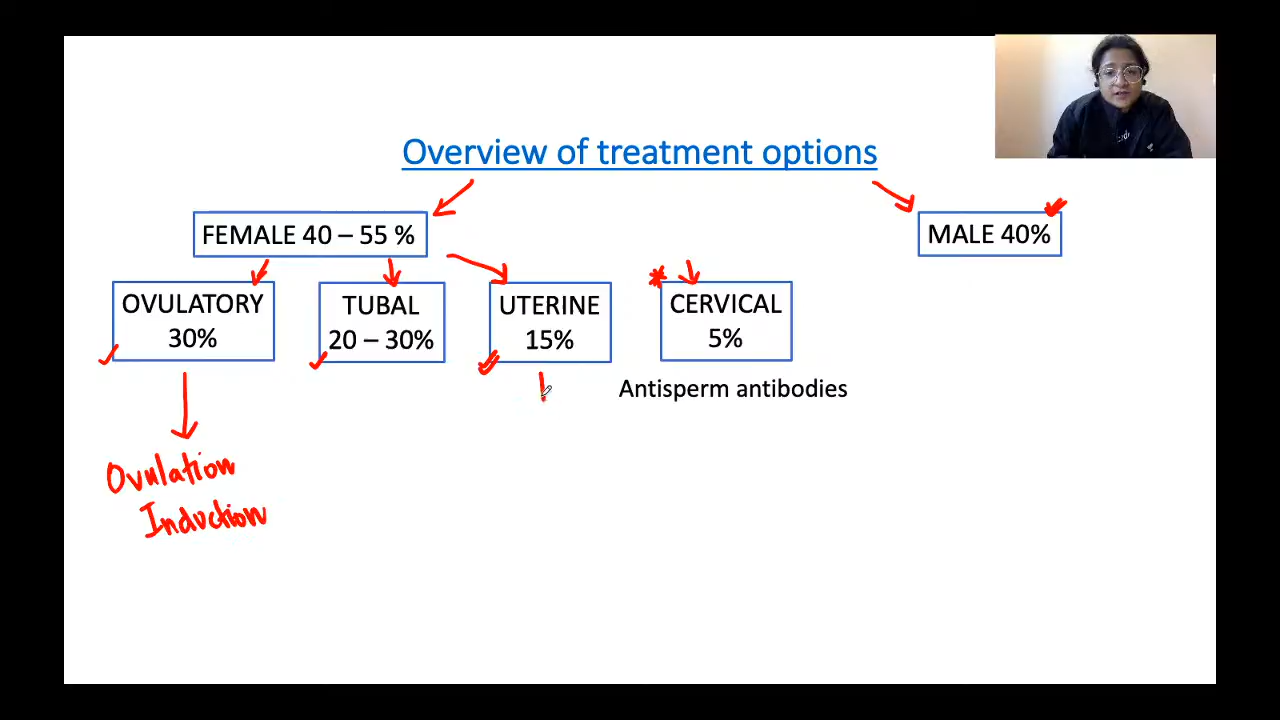 Overview of treatment options
FEMALE 40 – 55 %
MALE 40%
OVULATORY
30%
TUBAL
20 – 30%
UTERINE
15%
CERVICAL
5%
Antisperm antibodies
Ovulation
Induction